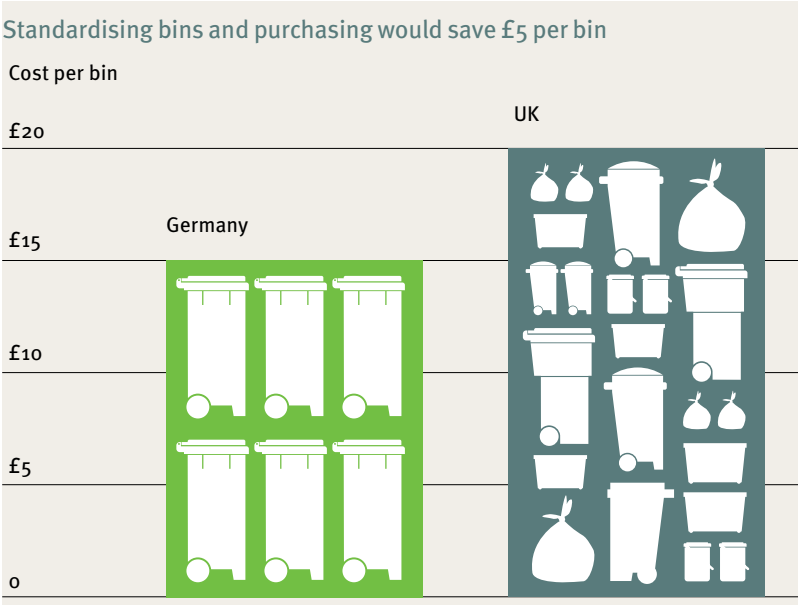 Standardising bins and purchasing would save £5 per bin
Cost per bin
UK
£20
Germany
£15
£10
£5
0